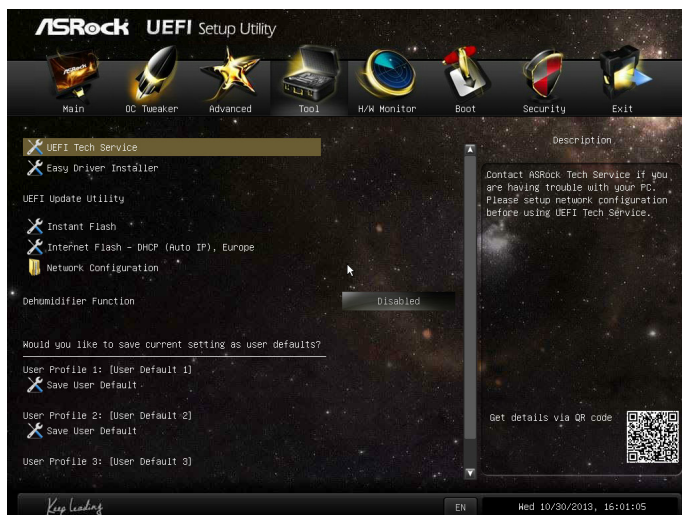 ASRock UEFI Setup Utility
Main OC Tweaker Advanced Tool H/W Monitor Boot Security Exit
UEFI Tech Service
Easy Driver Installer
UEFI Update Utility
Instant Flash
Internet Flash - DHCP (Auto IP), Europe
Network Configuration
Dehumidifier Function Disabled
Would you like to save current setting as user defaults?
User Profile 1: [User Default 1]
Save User Default
User Profile 2: [User Default 2]
Save User Default
User Profile 3: [User Default 3]
Description
Contact ASRock Tech Service if you
are having trouble with your PC.
Please setup network configuration
before using UEFI Tech Service.
Get details via QR code
Keep Leading
EN Wed 10/30/2013, 16:01:05